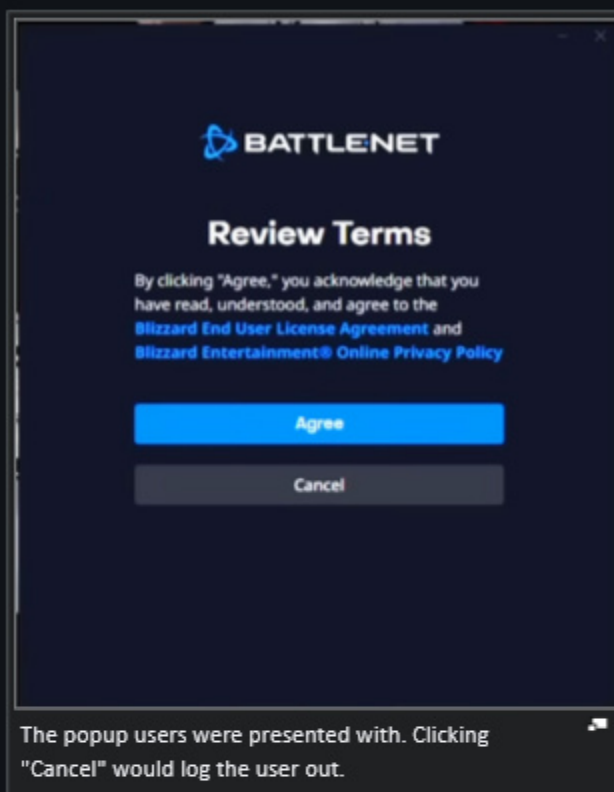 BATTLE.NET
Review Terms
By clicking "Agree," you acknowledge that you
have read, understood, and agree to the
Blizzard End User License Agreement and
Blizzard Entertainment® Online Privacy Policy
Agree
Cancel
The popup users were presented with. Clicking
"Cancel" would log the user out.